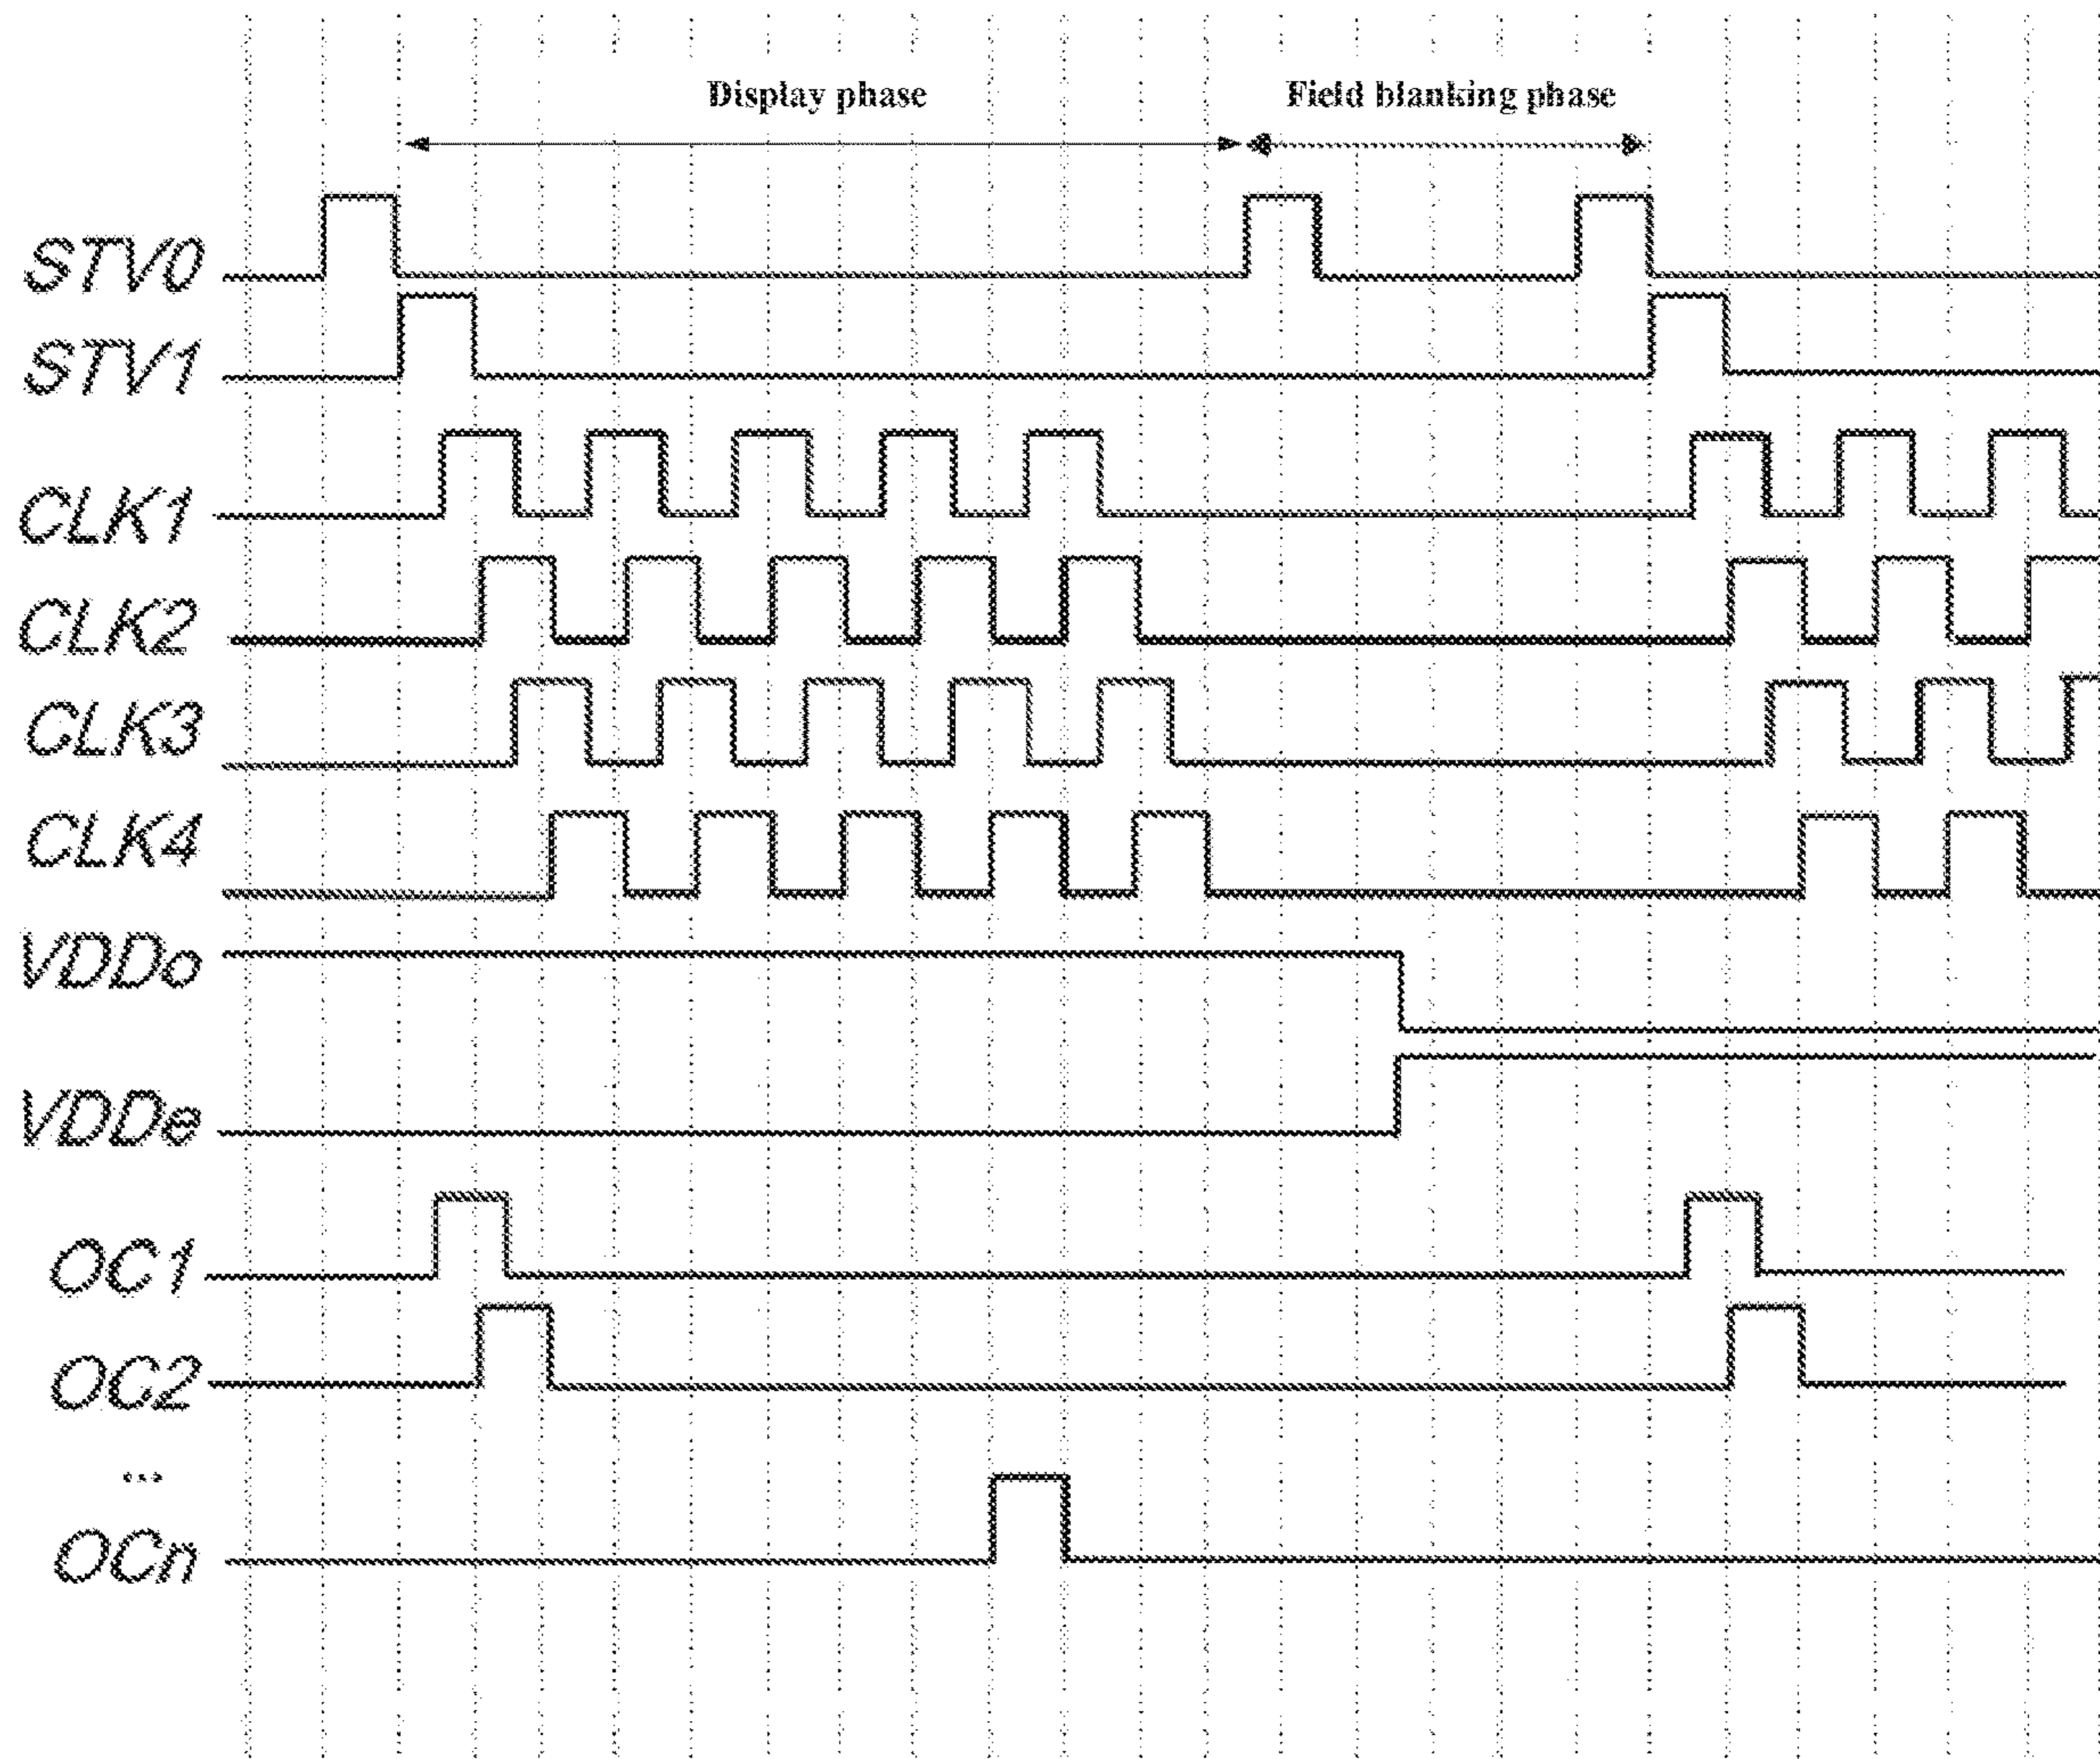 Display phase
Field blanking phase
STV0
STV1
CLK1
CLK2
CLK3
CLK4
VDDo
VDDe
OC1
OC2
...
OCn